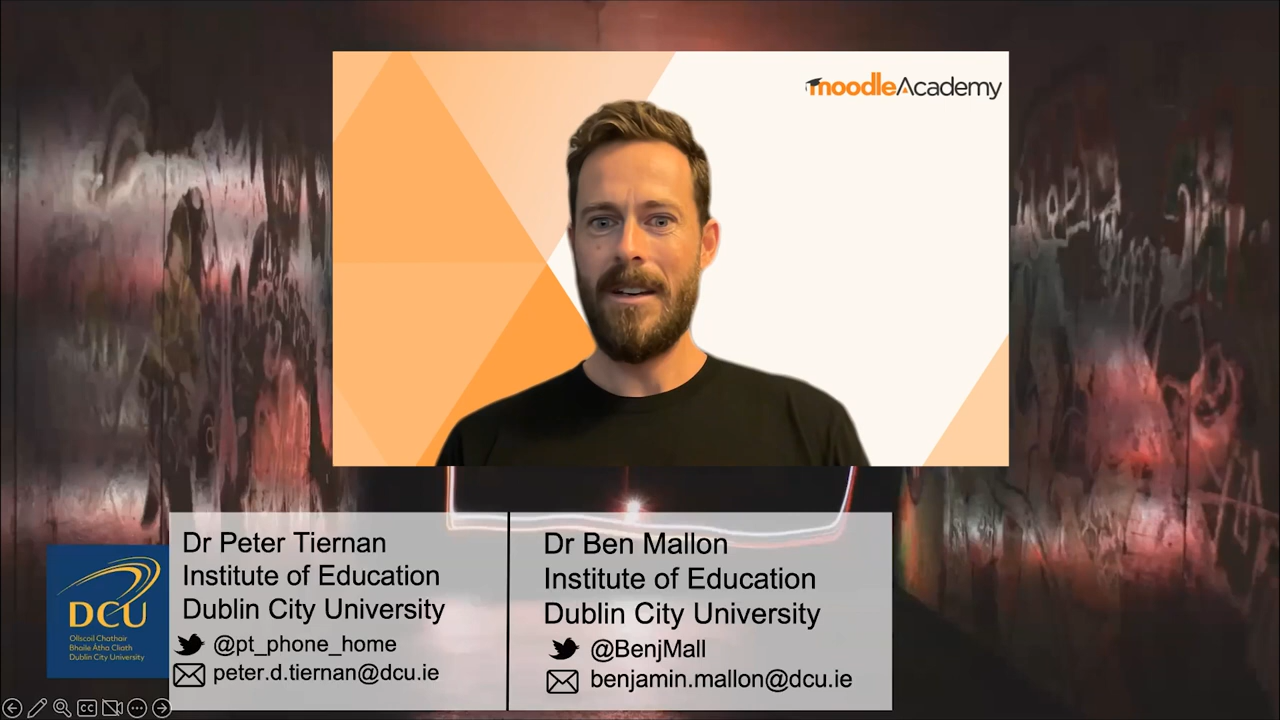 moodleAcademy
Dr Peter Tiernan
Institute of Education
Dublin City University
@pt_phone_home
peter.d.tiernan@dcu.ie
Dr Ben Mallon
Institute of Education
Dublin City University
@BenjMall
benjamin.mallon@dcu.ie
DCU
Ollscoil Chathair
Bhaile Átha Cliath
Dublin City University
CC